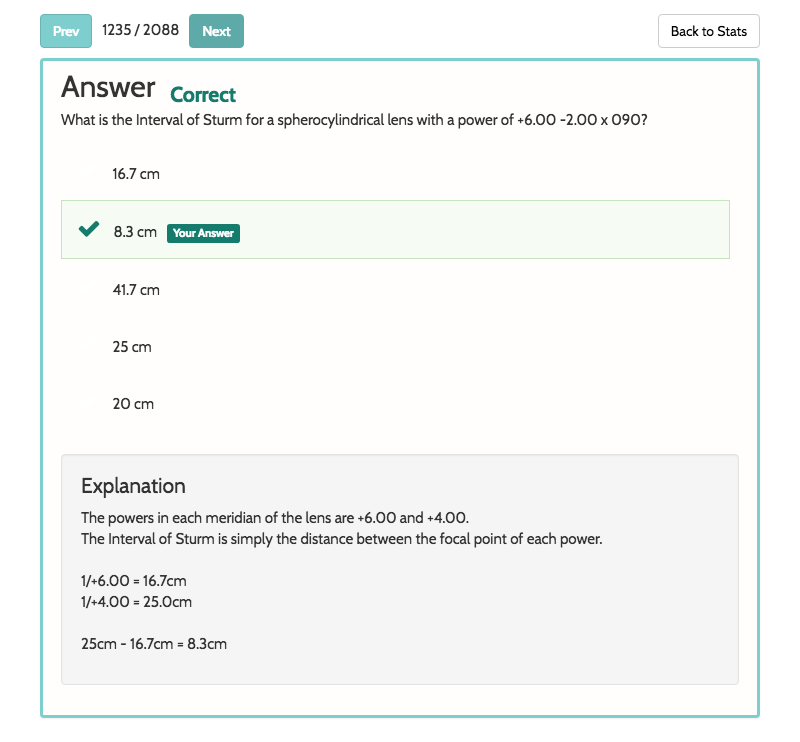 Prev 1235 / 2088 Next Back to Stats
Answer Correct
What is the Interval of Sturm for a spherocylindrical lens with a power of +6.00 -2.00 x 090?
16.7 cm
8.3 cm Your Answer
41.7 cm
25 cm
20 cm
Explanation
The powers in each meridian of the lens are +6.00 and +4.00.
The Interval of Sturm is simply the distance between the focal point of each power.
1/+6.00 = 16.7cm
1/+4.00 = 25.0cm
25cm - 16.7cm = 8.3cm